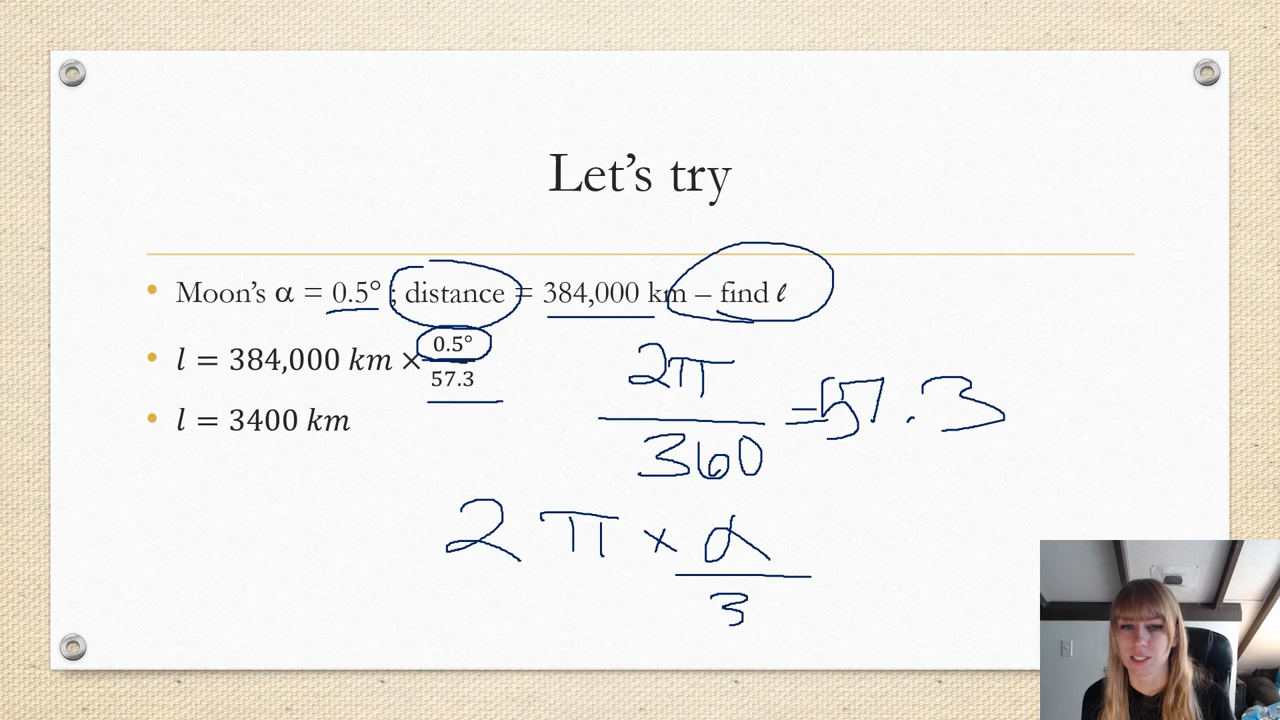 Let's try
• Moon's α = 0.5° ; distance = 384,000 km – find ℓ
• l = 384,000 km × 0.5° / 57.3
• l = 3400 km
2π / 360 = 57.3
2 π × α / 3